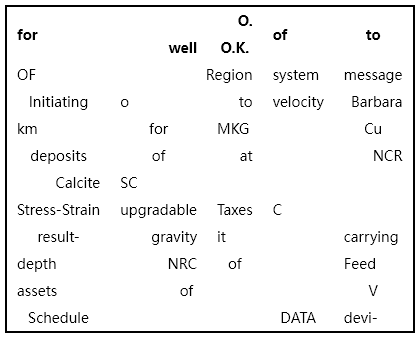 for well O. O.K. of to
OF Region system message
Initiating o to velocity Barbara
km for MKG Cu
deposits of at NCR
Calcite SC
Stress-Strain upgradable Taxes C
result- gravity it carrying
depth NRC of Feed
assets of V
Schedule DATA devi-